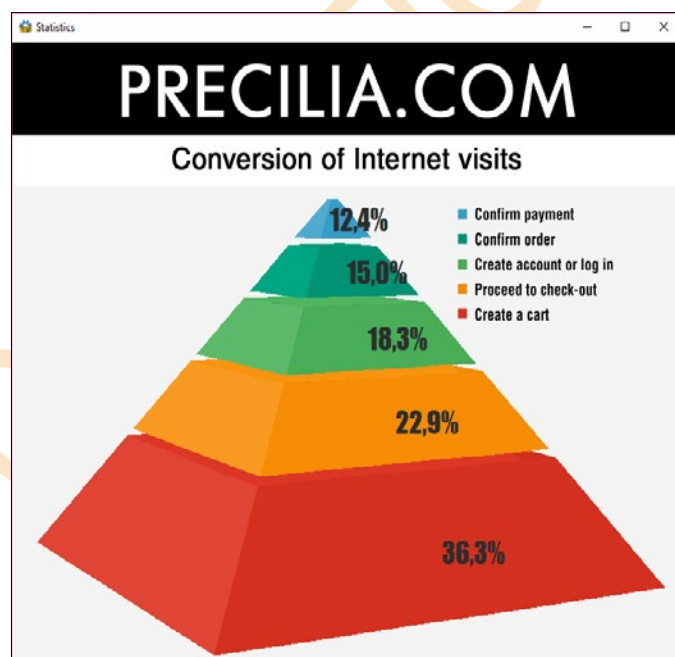 Statistics
PRECILIA.COM
Conversion of Internet visits
12,4%
Confirm payment
Confirm order
15,0%
Create account or log in
Proceed to check-out
Create a cart
18,3%
22,9%
36,3%